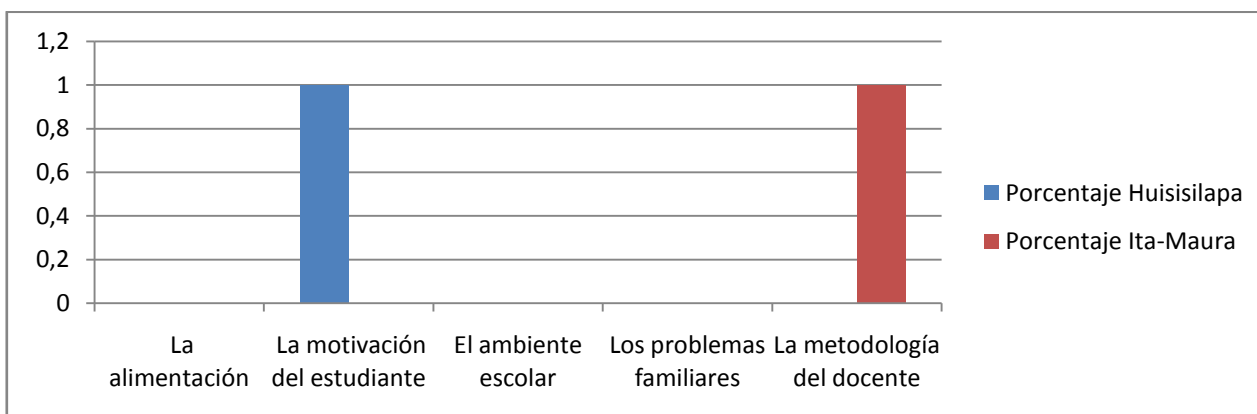 1,2
1
0,8
0,6
0,4
0,2
0
La alimentación
La motivación del estudiante
El ambiente escolar
Los problemas familiares
La metodología del docente
Porcentaje Huisisilapa
Porcentaje Ita-Maura